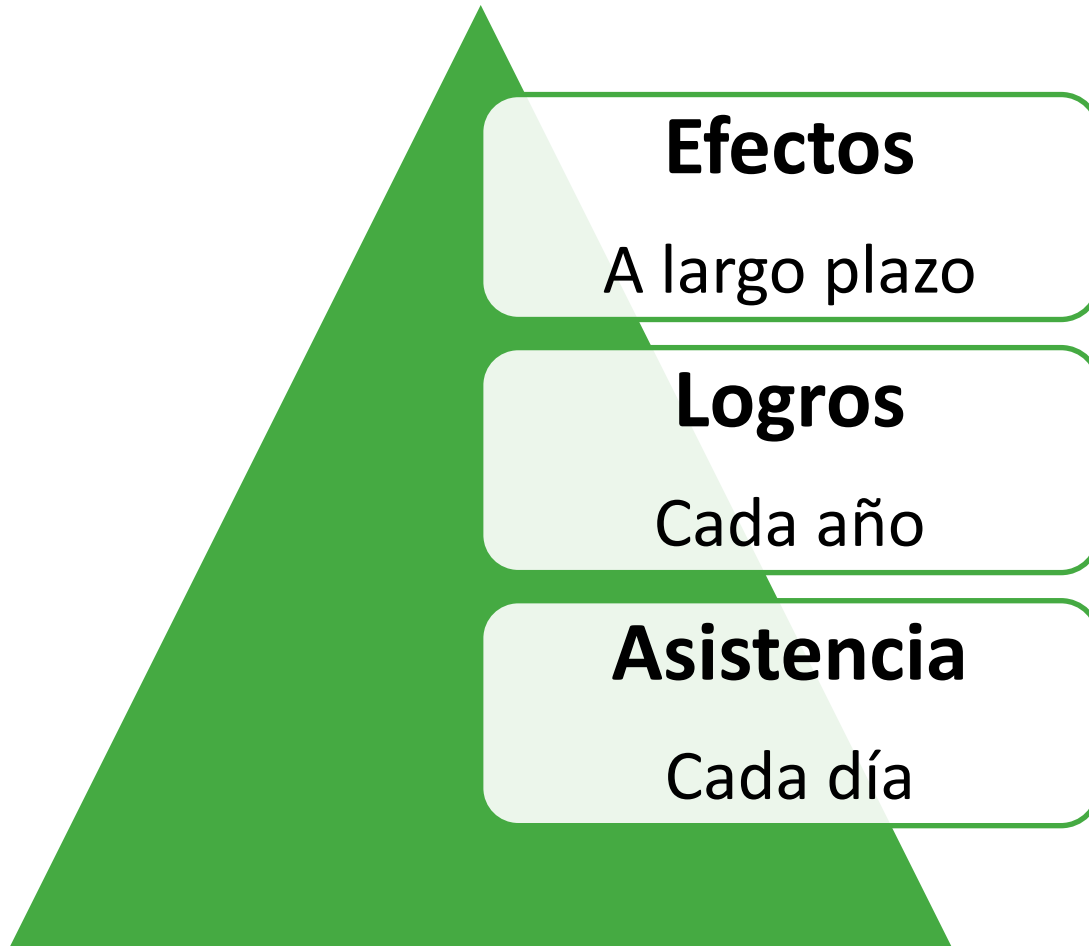 Efectos
A largo plazo
Logros
Cada año
Asistencia
Cada día